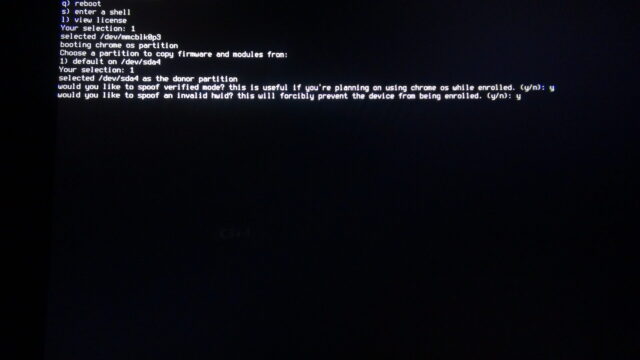 q) reboot
s) enter a shell
l) view license
Your selection: 1
selected /dev/mmcblk0p3
booting chrome os partition
Choose a partition to copy firmware and modules from:
1) default on /dev/sda4
Your selection: 1
selected /dev/sda4 as the donor partition
would you like to spoof verified mode? this is useful if you're planning on using chrome os while enrolled. (y/n): y
would you like to spoof an invalid hwid? this will forcibly prevent the device from being enrolled. (y/n): y